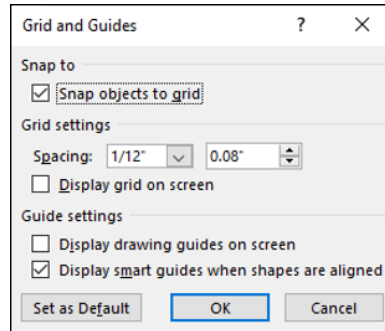 Grid and Guides ?
Snap to
Snap objects to grid
Grid settings
Spacing: 1/12" 0.08"
Display grid on screen
Guide settings
Display drawing guides on screen
Display smart guides when shapes are aligned
Set as Default OK Cancel